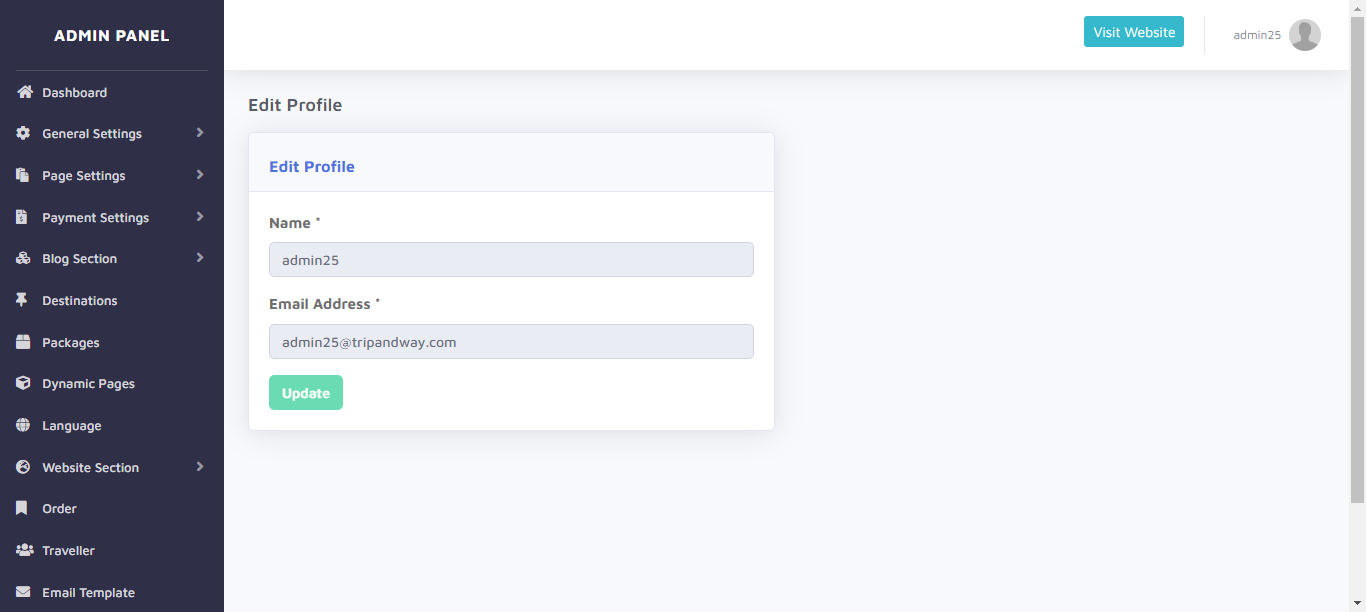 ADMIN PANEL
Dashboard
General Settings
Page Settings
Payment Settings
Blog Section
Destinations
Packages
Dynamic Pages
Language
Website Section
Order
Traveller
Email Template
Visit Website
admin25
Edit Profile
Edit Profile
Name *
admin25
Email Address *
admin25@tripandway.com
Update